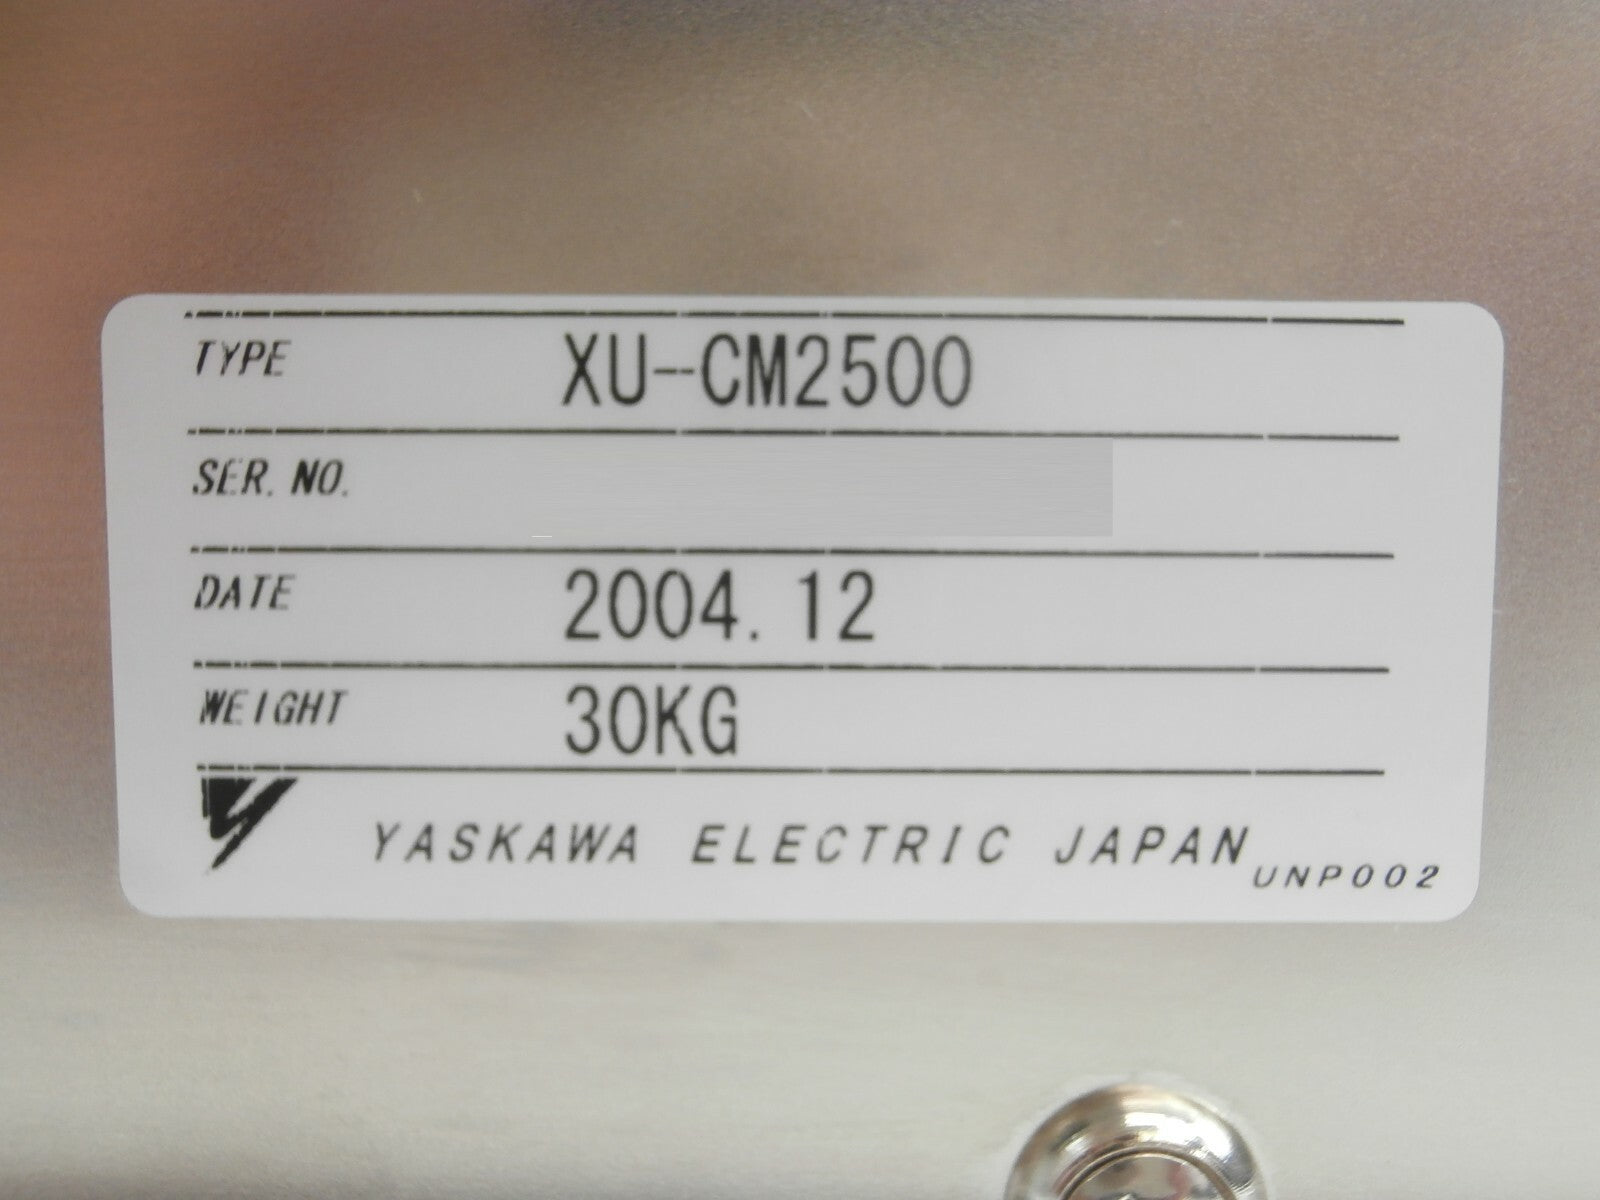 TYPE XU-CM2500
SER. NO.
DATE 2004. 12
WEIGHT 30KG
YASKAWA ELECTRIC JAPAN
UNP002